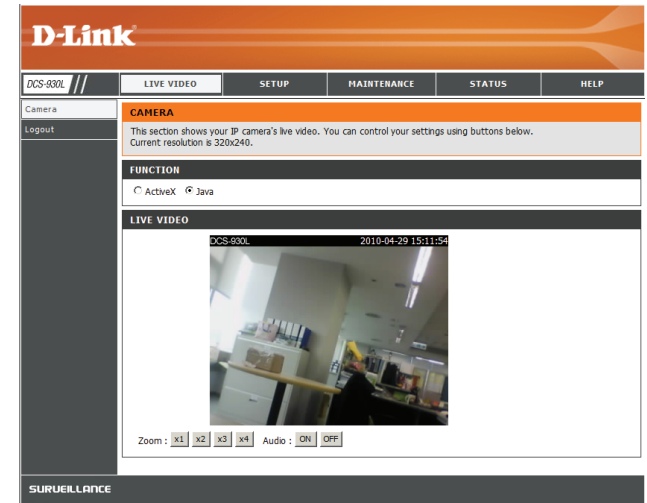 D-Link
DCS-930L // LIVE VIDEO SETUP MAINTENANCE STATUS HELP
Camera
Logout
CAMERA
This section shows your IP camera's live video. You can control your settings using buttons below.
Current resolution is 320x240.
FUNCTION
ActiveX Java
LIVE VIDEO
DCS-930L 2010-04-29 15:11:54
Zoom : x1 x2 x3 x4 Audio : ON OFF
SURVEILLANCE